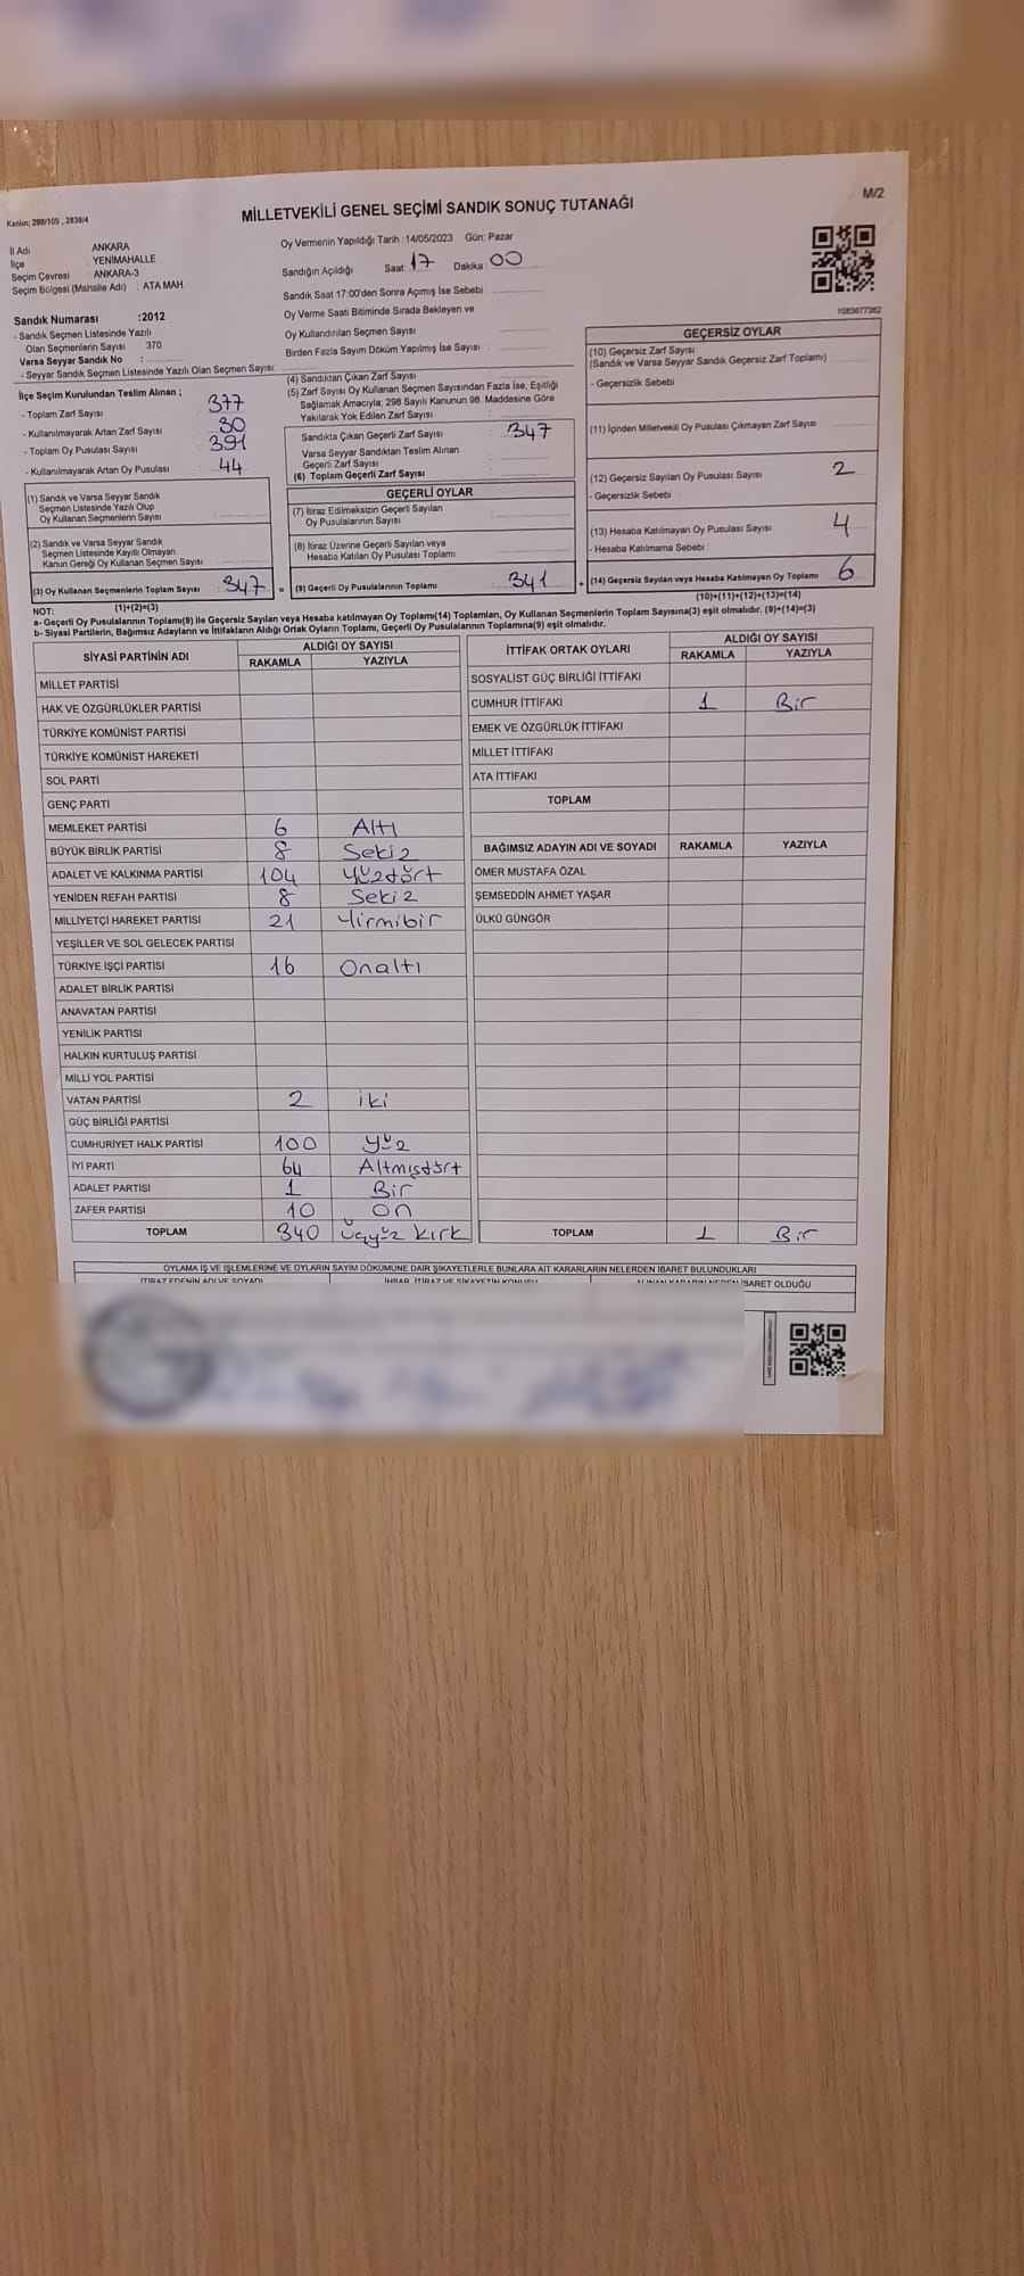 M/2
Kanun; 298/105 , 2839/4
MİLLETVEKİLİ GENEL SEÇİMİ SANDIK SONUÇ TUTANAĞI
İl Adı ANKARA
İlçe YENİMAHALLE
Seçim Çevresi ANKARA-3
Seçim Bölgesi (Mahalle Adı) : ATA MAH
Sandık Numarası :2012
- Sandık Seçmen Listesinde Yazılı
Olan Seçmenlerin Sayısı 370
Varsa Seyyar Sandık No :
- Seyyar Sandık Seçmen Listesinde Yazılı Olan Seçmen Sayısı:
Oy Vermenin Yapıldığı Tarih :14/05/2023 Gün: Pazar
Sandığın Açıldığı Saat: 17 Dakika 00
Sandık Saat 17:00'den Sonra Açımış İse Sebebi
Oy Verme Saati Bitiminde Sırada Bekleyen ve
Oy Kullandırılan Seçmen Sayısı
Birden Fazla Sayım Döküm Yapılmış İse Sayısı :
İlçe Seçim Kurulundan Teslim Alınan ;
- Toplam Zarf Sayısı 377
- Kullanılmayarak Artan Zarf Sayısı 30
- Toplam Oy Pusulası Sayısı 391
- Kullanılmayarak Artan Oy Pusulası 44
(1) Sandık ve Varsa Seyyar Sandık
Seçmen Listesinde Yazılı Olup
Oy Kullanan Seçmenlerin Sayısı
(2) Sandık ve Varsa Seyyar Sandık
Seçmen Listesinde Kayıtlı Olmayan
Kanun Gereği Oy Kullanan Seçmen Sayısı
(3) Oy Kullanan Seçmenlerin Toplam Sayısı : 347
(1)+(2)=(3)
(4) Sandıktan Çıkan Zarf Sayısı
(5) Zarf Sayısı Oy Kullanan Seçmen Sayısından Fazla İse, Eşitliği
Sağlamak Amacıyla; 298 Sayılı Kanunun 98. Maddesine Göre
Yakılarak Yok Edilen Zarf Sayısı :
Sandıkta Çıkan Geçerli Zarf Sayısı : 347
Varsa Seyyar Sandıktan Teslim Alınan
Geçerli Zarf Sayısı
(6) Toplam Geçerli Zarf Sayısı
GEÇERLİ OYLAR
(7) İtiraz Edilmeksizin Geçerli Sayılan
Oy Pusulalarının Sayısı
(8) İtiraz Üzerine Geçerli Sayılan veya
Hesaba Katılan Oy Pusulası Toplamı
= (9) Geçerli Oy Pusulalarının Toplamı 341
GEÇERSİZ OYLAR
(10) Geçersiz Zarf Sayısı
(Sandık ve Varsa Seyyar Sandık Geçersiz Zarf Toplamı)
- Geçersizlik Sebebi
(11) İçinden Milletvekili Oy Pusulası Çıkmayan Zarf Sayısı
(12) Geçersiz Sayılan Oy Pusulası Sayısı 2
- Geçersizlik Sebebi
(13) Hesaba Katılmayan Oy Pusulası Sayısı 4
- Hesaba Katılmama Sebebi :
+ (14) Geçersiz Sayılan veya Hesaba Katılmayan Oy Toplamı 6
(10)+(11)+(12)+(13)=(14)
NOT:
a- Geçerli Oy Pusulalarının Toplamı(9) ile Geçersiz Sayılan veya Hesaba katılmayan Oy Toplamı(14) Toplamları, Oy Kullanan Seçmenlerin Toplam Sayısına(3) eşit olmalıdır. (9)+(14)=(3)
b- Siyasi Partilerin, Bağımsız Adayların ve İttifakların Aldığı Ortak Oyların Toplamı, Geçerli Oy Pusulalarının Toplamına(9) eşit olmalıdır.
SİYASİ PARTİNİN ADI ALDIĞI OY SAYISI
RAKAMLA YAZIYLA
MİLLET PARTİSİ
HAK VE ÖZGÜRLÜKLER PARTİSİ
TÜRKİYE KOMÜNİST PARTİSİ
TÜRKİYE KOMÜNİST HAREKETİ
SOL PARTİ
GENÇ PARTİ
MEMLEKET PARTİSİ 6 Altı
BÜYÜK BİRLİK PARTİSİ 8 Sekiz
ADALET VE KALKINMA PARTİSİ 104 Yüzdört
YENİDEN REFAH PARTİSİ 8 Sekiz
MİLLİYETÇİ HAREKET PARTİSİ 21 Yirmibir
YEŞİLLER VE SOL GELECEK PARTİSİ
TÜRKİYE İŞÇİ PARTİSİ 16 Onaltı
ADALET BİRLİK PARTİSİ
ANAVATAN PARTİSİ
YENİLİK PARTİSİ
HALKIN KURTULUŞ PARTİSİ
MİLLİ YOL PARTİSİ
VATAN PARTİSİ 2 iki
GÜÇ BİRLİĞİ PARTİSİ
CUMHURİYET HALK PARTİSİ 100 Yüz
İYİ PARTİ 64 Altmışdört
ADALET PARTİSİ 1 Bir
ZAFER PARTİSİ 10 On
TOPLAM 340 Üçyüz kırk
İTTİFAK ORTAK OYLARI ALDIĞI OY SAYISI
RAKAMLA YAZIYLA
SOSYALİST GÜÇ BİRLİĞİ İTTİFAKI
CUMHUR İTTİFAKI 1 Bir
EMEK VE ÖZGÜRLÜK İTTİFAKI
MİLLET İTTİFAKI
ATA İTTİFAKI
TOPLAM
BAĞIMSIZ ADAYIN ADI VE SOYADI RAKAMLA YAZIYLA
ÖMER MUSTAFA ÖZAL
ŞEMSEDDİN AHMET YAŞAR
ÜLKÜ GÜNGÖR
TOPLAM 1 Bir
OYLAMA İŞ VE İŞLEMLERİNE VE OYLARIN SAYIM DÖKÜMÜNE DAİR ŞİKAYETLERLE BUNLARA AİT KARARLARIN NELERDEN İBARET BULUNDUKLARI
İTİRAZ EDENİN ADI VE SOYADI İHBAR, İTİRAZ VE ŞİKAYETİN KONUSU ALINAN KARARIN NEDEN İBARET OLDUĞU